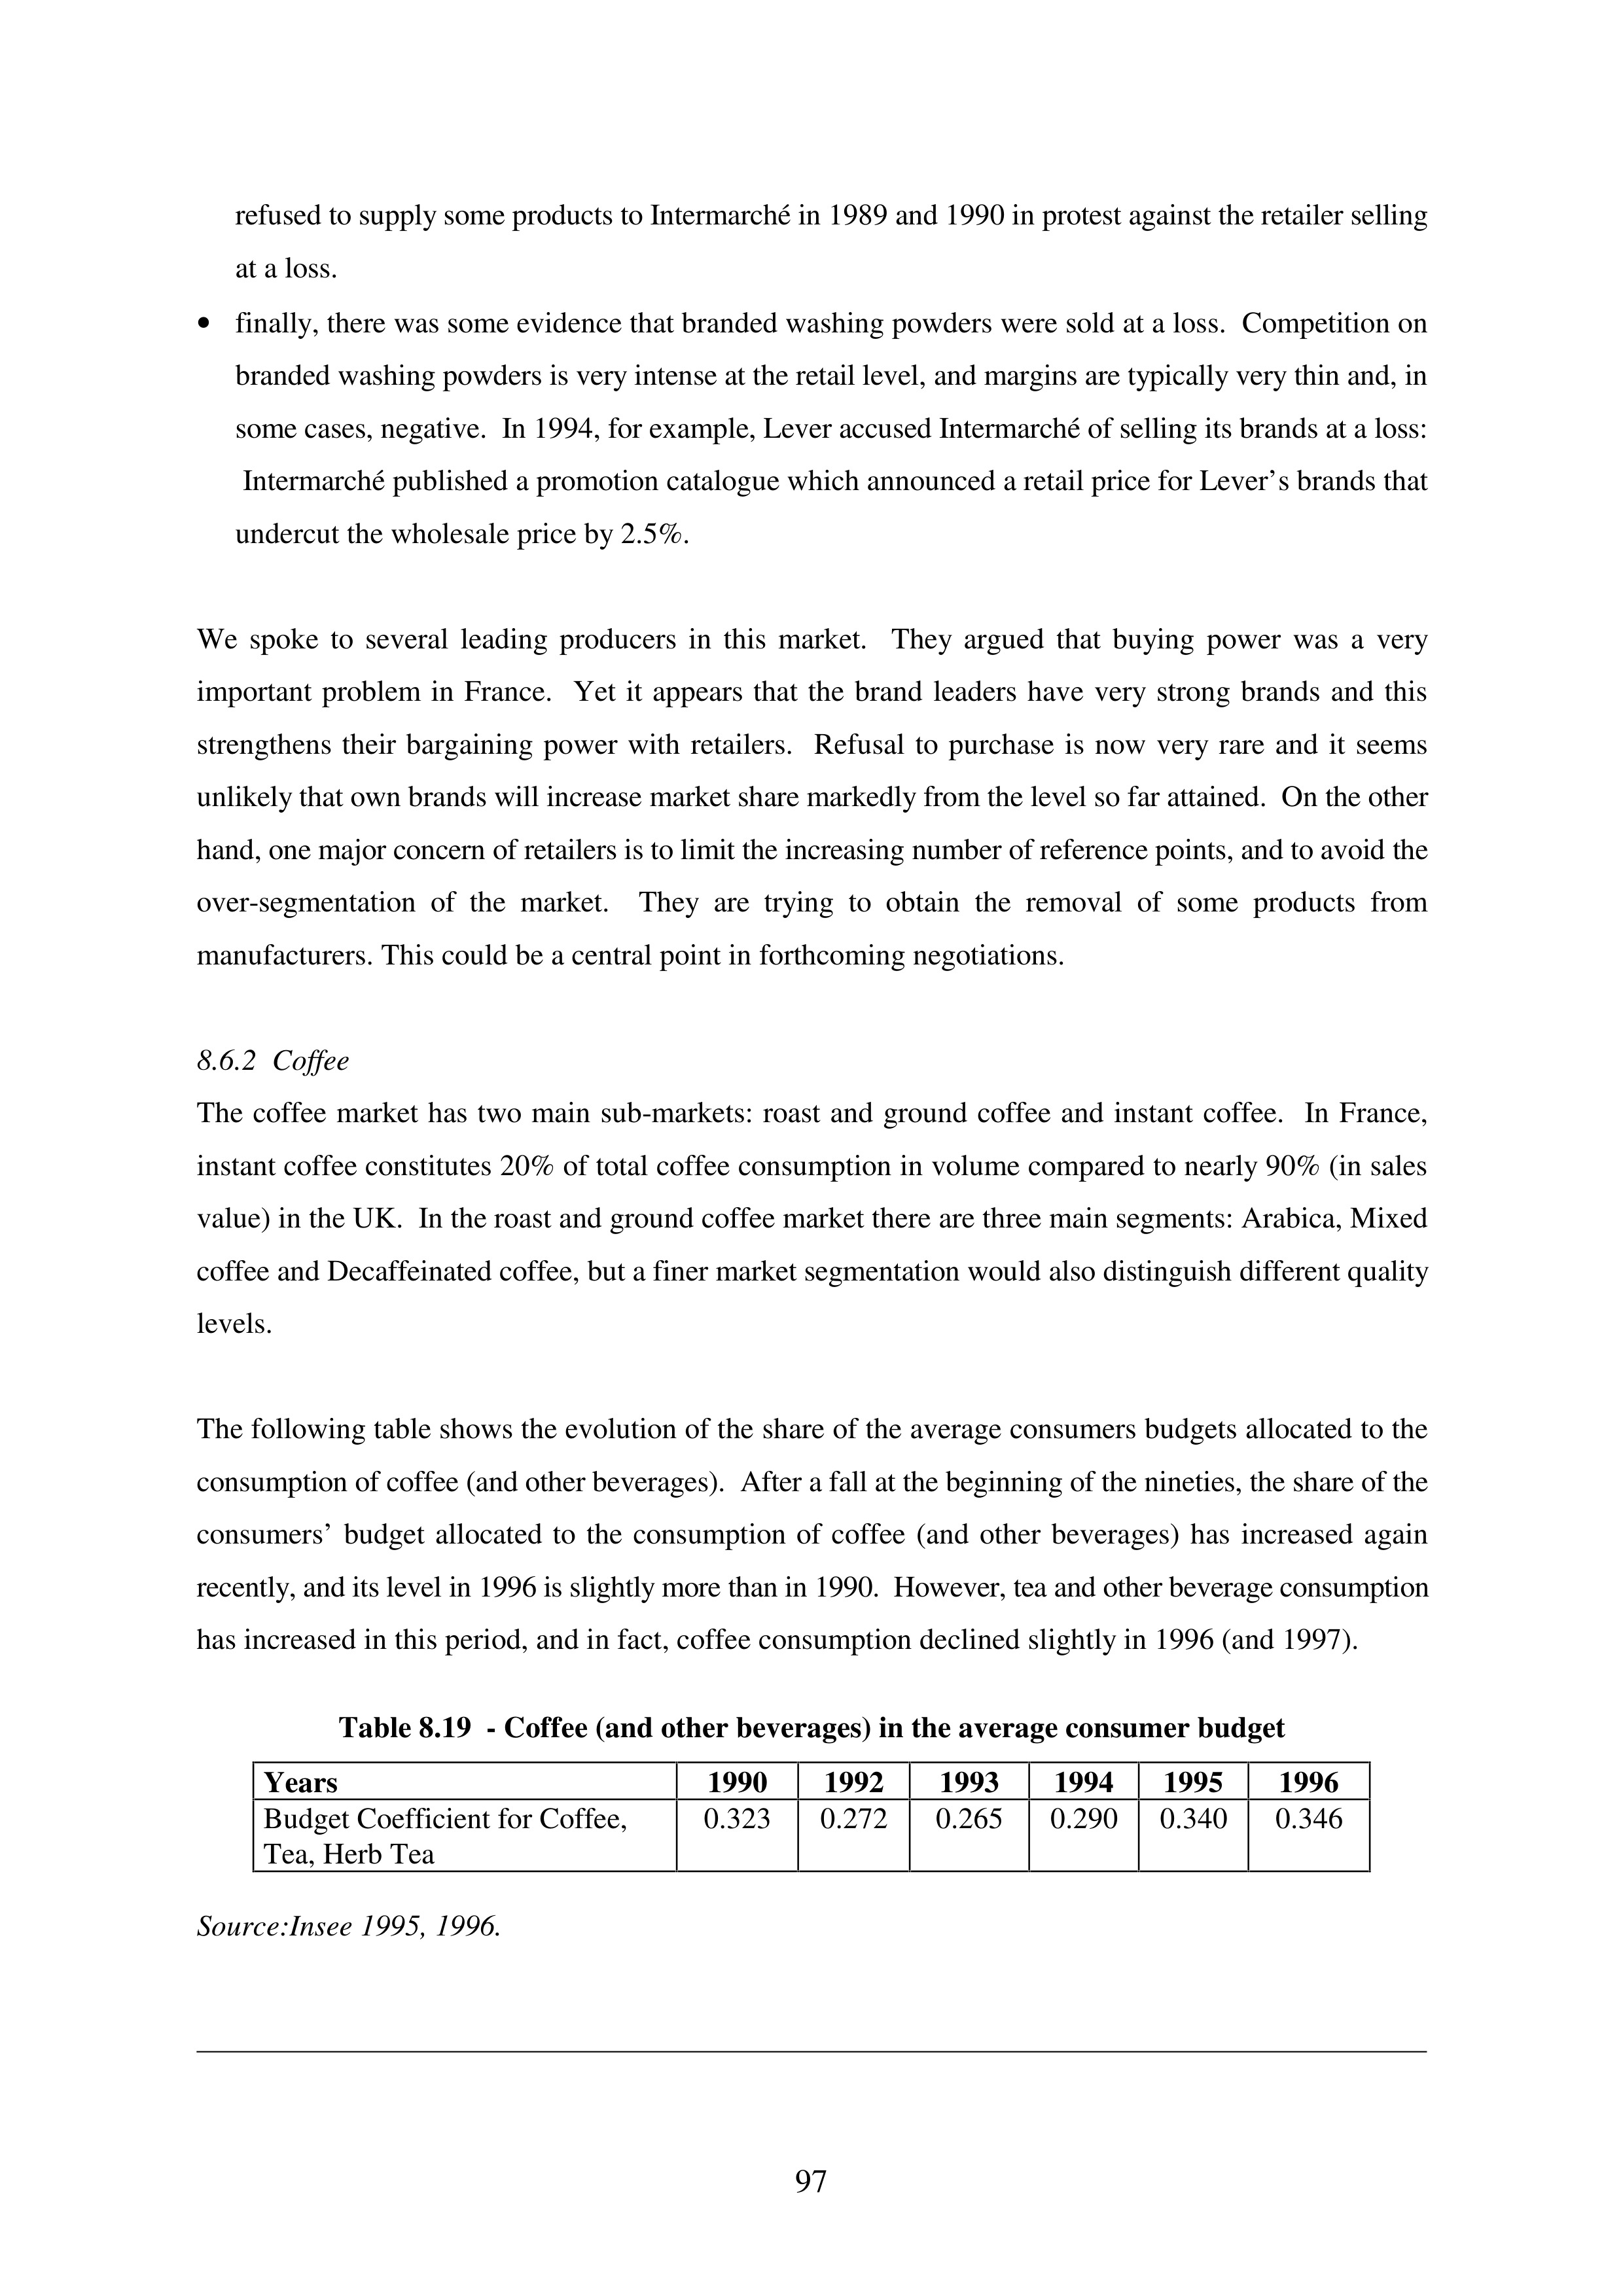 refused to supply some products to Intermarché in 1989 and 1990 in protest against the retailer selling
at a loss.
• finally, there was some evidence that branded washing powders were sold at a loss.  Competition on
branded washing powders is very intense at the retail level, and margins are typically very thin and, in
some cases, negative.  In 1994, for example, Lever accused Intermarché of selling its brands at a loss:
Intermarché published a promotion catalogue which announced a retail price for Lever’s brands that
undercut the wholesale price by 2.5%.
We spoke to several leading producers in this market.  They argued that buying power was a very
important problem in France.  Yet it appears that the brand leaders have very strong brands and this
strengthens their bargaining power with retailers.  Refusal to purchase is now very rare and it seems
unlikely that own brands will increase market share markedly from the level so far attained.  On the other
hand, one major concern of retailers is to limit the increasing number of reference points, and to avoid the
over-segmentation of the market.  They are trying to obtain the removal of some products from
manufacturers. This could be a central point in forthcoming negotiations.
8.6.2  Coffee
The coffee market has two main sub-markets: roast and ground coffee and instant coffee.  In France,
instant coffee constitutes 20% of total coffee consumption in volume compared to nearly 90% (in sales
value) in the UK.  In the roast and ground coffee market there are three main segments: Arabica, Mixed
coffee and Decaffeinated coffee, but a finer market segmentation would also distinguish different quality
levels.
The following table shows the evolution of the share of the average consumers budgets allocated to the
consumption of coffee (and other beverages).  After a fall at the beginning of the nineties, the share of the
consumers’ budget allocated to the consumption of coffee (and other beverages) has increased again
recently, and its level in 1996 is slightly more than in 1990.  However, tea and other beverage consumption
has increased in this period, and in fact, coffee consumption declined slightly in 1996 (and 1997).
Table 8.19  - Coffee (and other beverages) in the average consumer budget
Years 1990 1992 1993 1994 1995 1996
Budget Coefficient for Coffee, 0.323 0.272 0.265 0.290 0.340 0.346
Tea, Herb Tea
Source:Insee 1995, 1996.
97